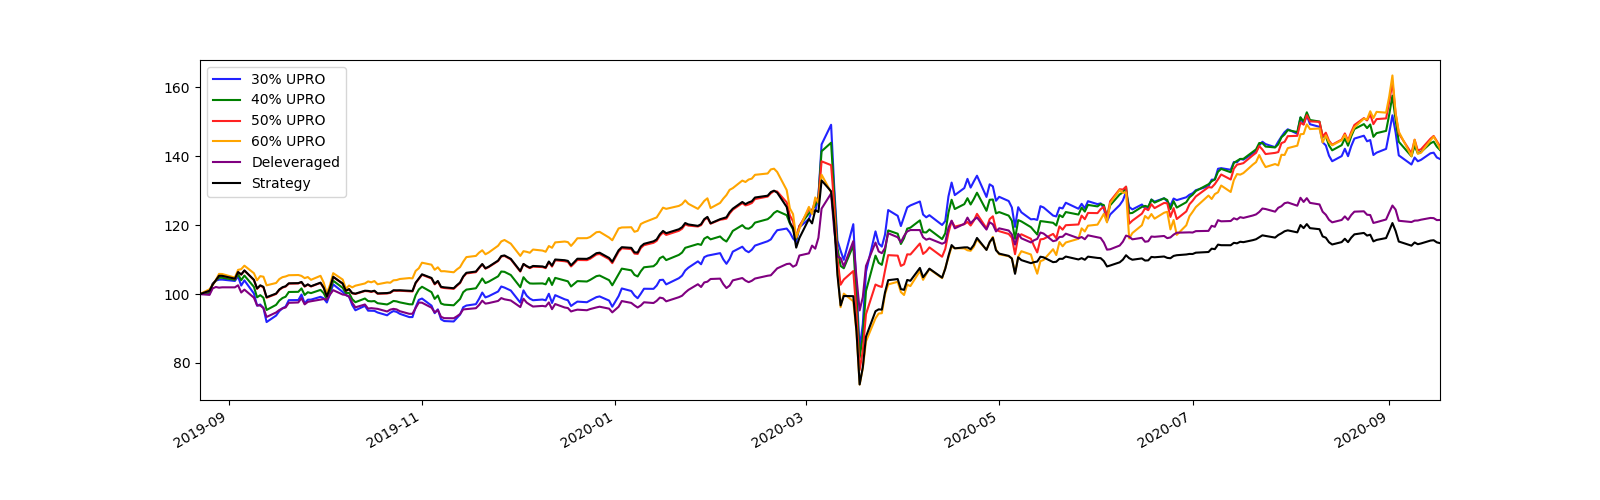 30% UPRO
40% UPRO
50% UPRO
60% UPRO
Deleveraged
Strategy
160
140
120
100
80
2019-09
2019-11
2020-01
2020-03
2020-05
2020-07
2020-09